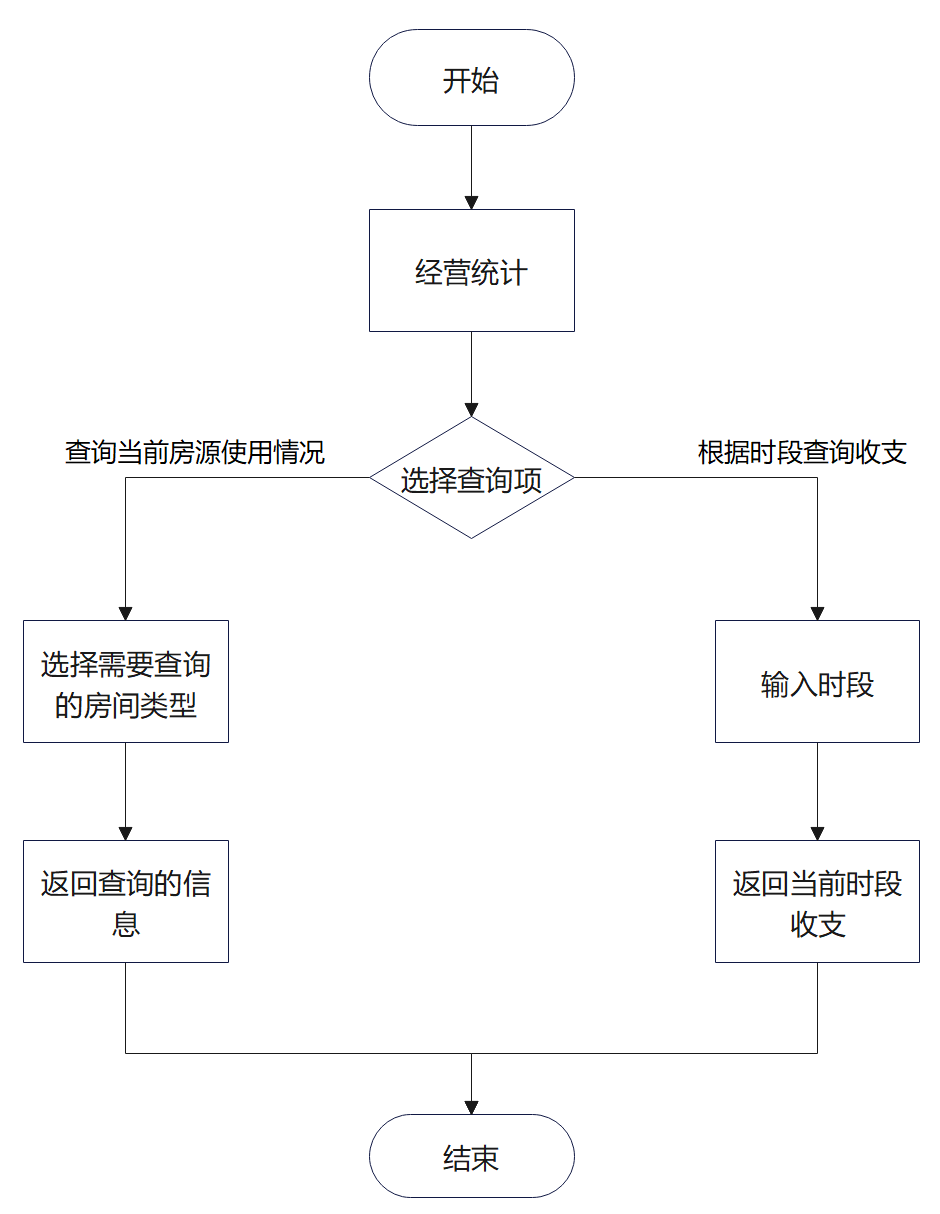 开始
经营统计
查询当前房源使用情况
根据时段查询收支
选择查询项
选择需要查询
的房间类型
输入时段
返回查询的信
息
返回当前时段
收支
结束